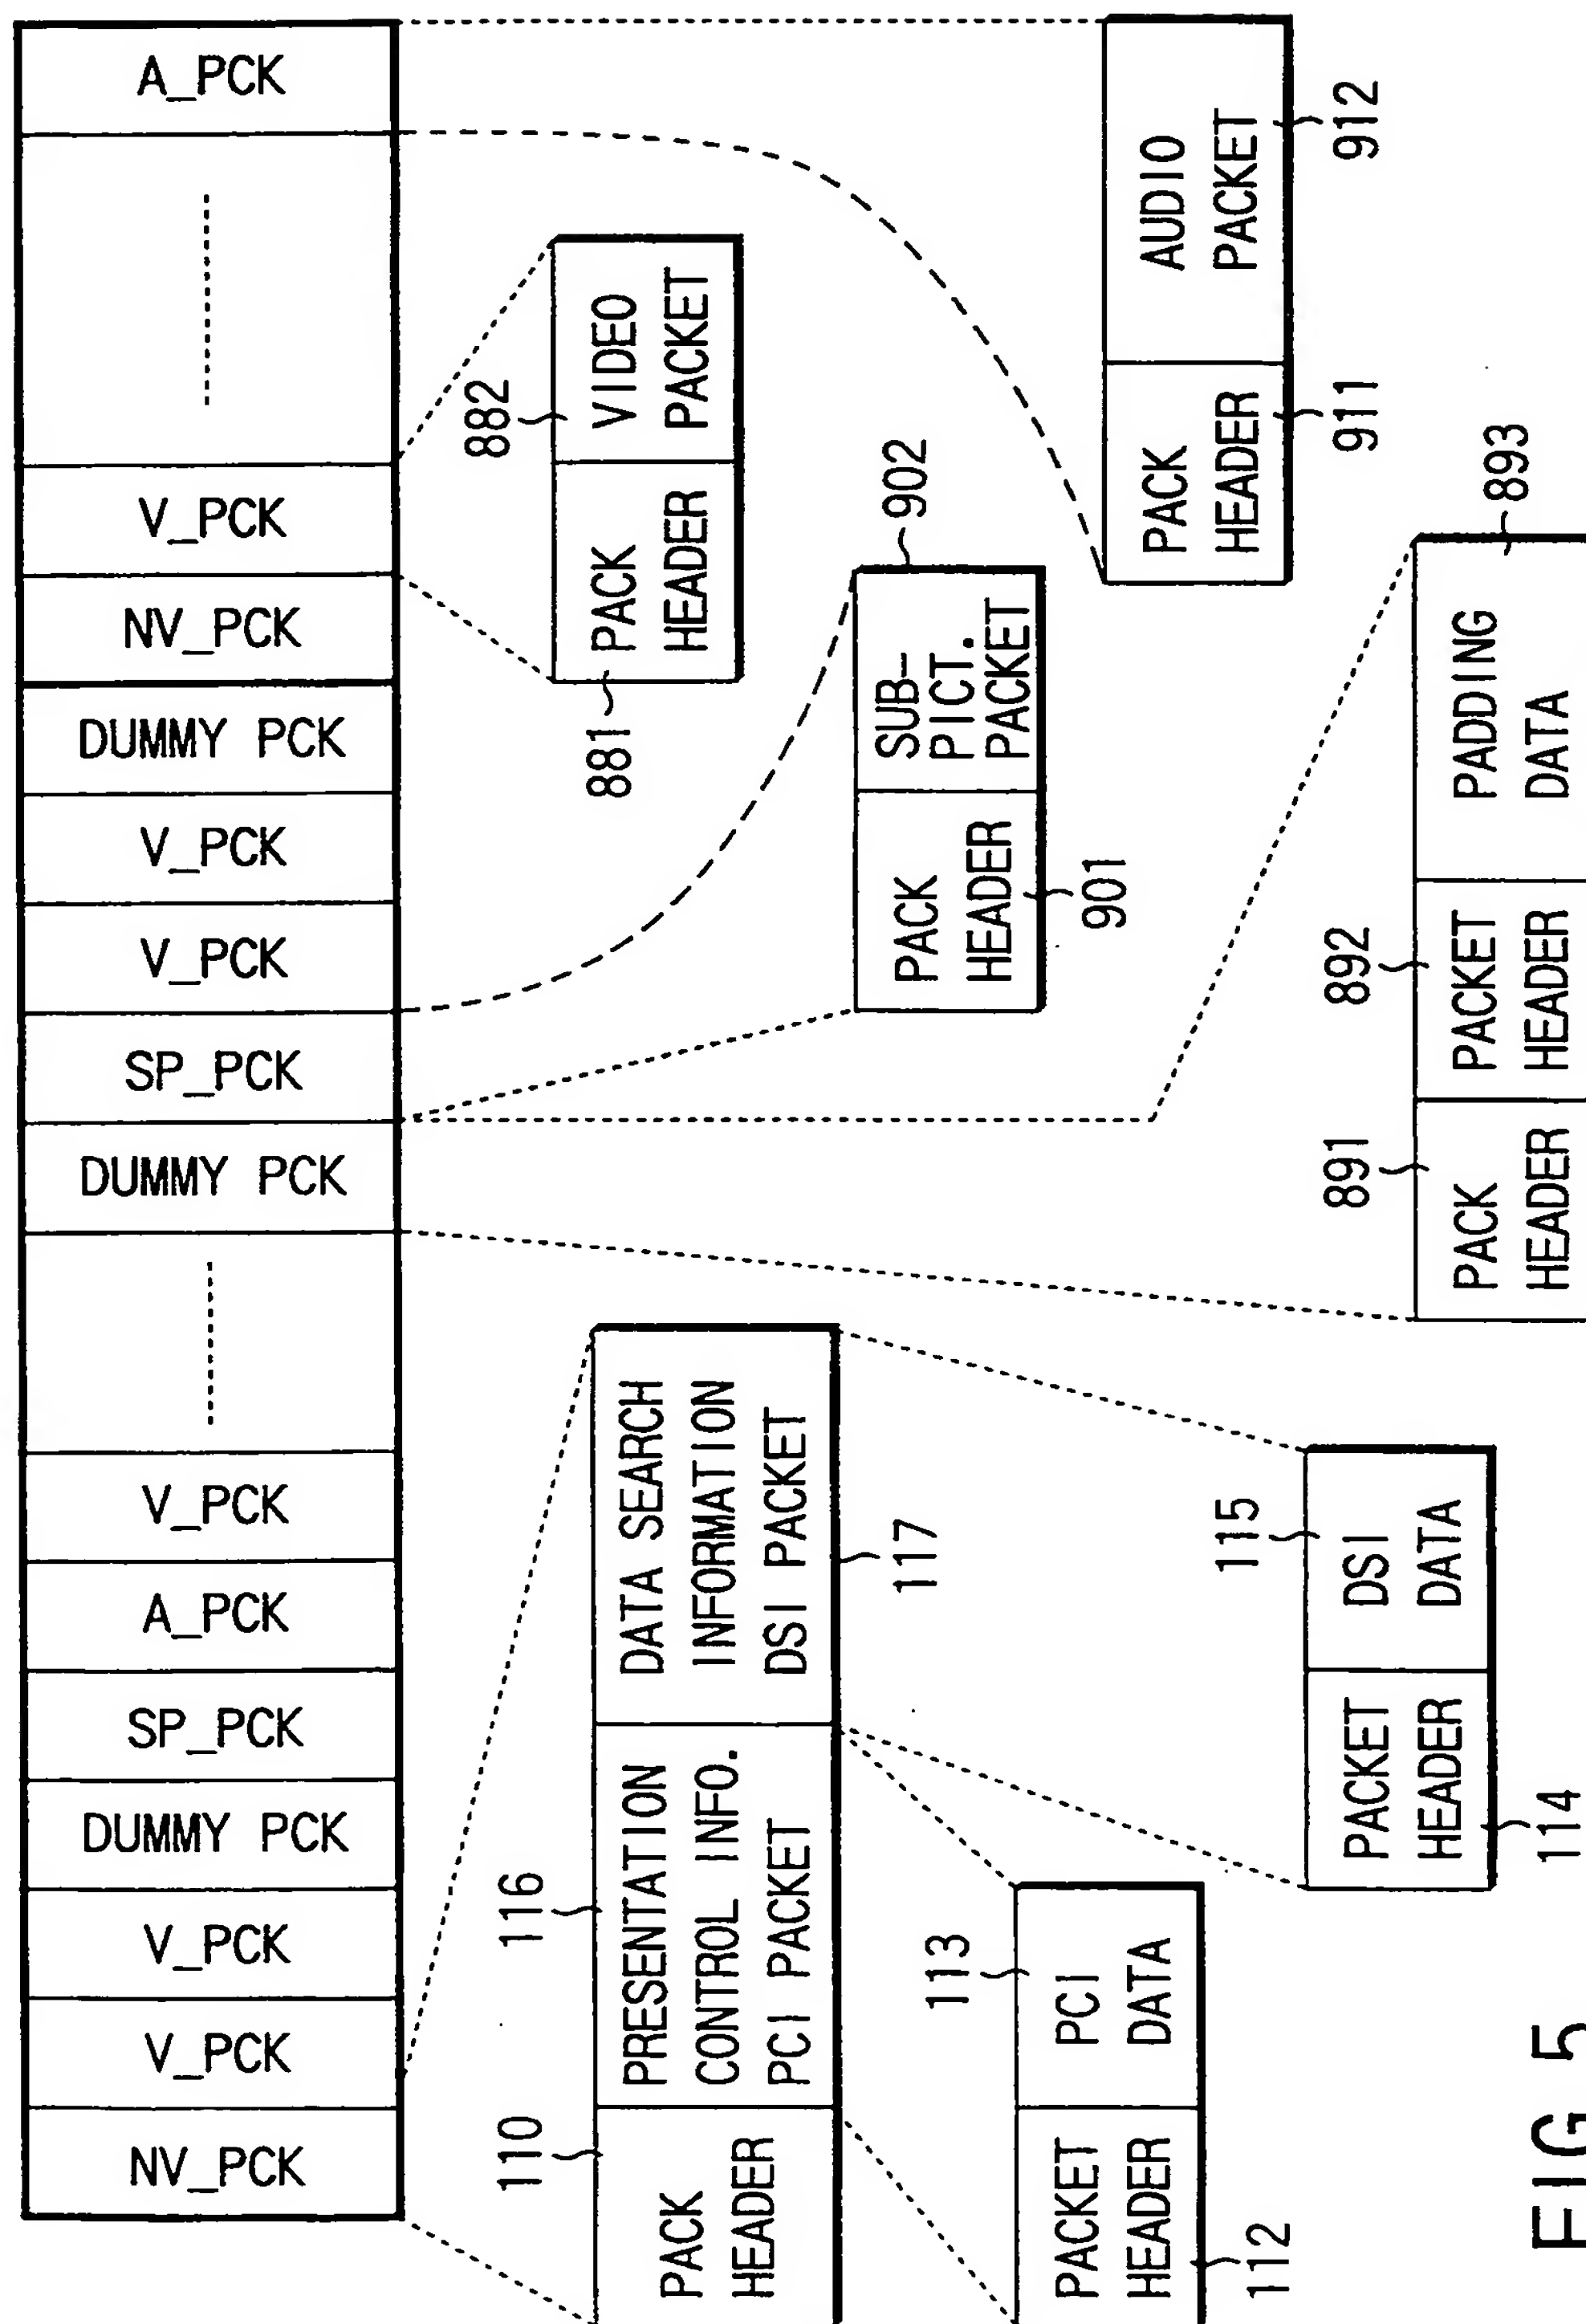 NV_PCK
V_PCK
V_PCK
DUMMY PCK
SP_PCK
A_PCK
V_PCK
DUMMY PCK
SP_PCK
V_PCK
V_PCK
DUMMY PCK
NV_PCK
V_PCK
A_PCK
110
PACK
HEADER
116
PRESENTATION
CONTROL INFO.
PCI PACKET
DATA SEARCH
INFORMATION
DSI PACKET
117
881
PACK
HEADER
882
VIDEO
PACKET
PACK
HEADER
901
SUB-
PICT.
PACKET
902
PACKET
HEADER
112
113
PCI
DATA
PACK
HEADER
911
AUDIO
PACKET
912
PACKET
HEADER
114
115
DSI
DATA
891
PACK
HEADER
892
PACKET
HEADER
PADDING
DATA
893
FIG. 5